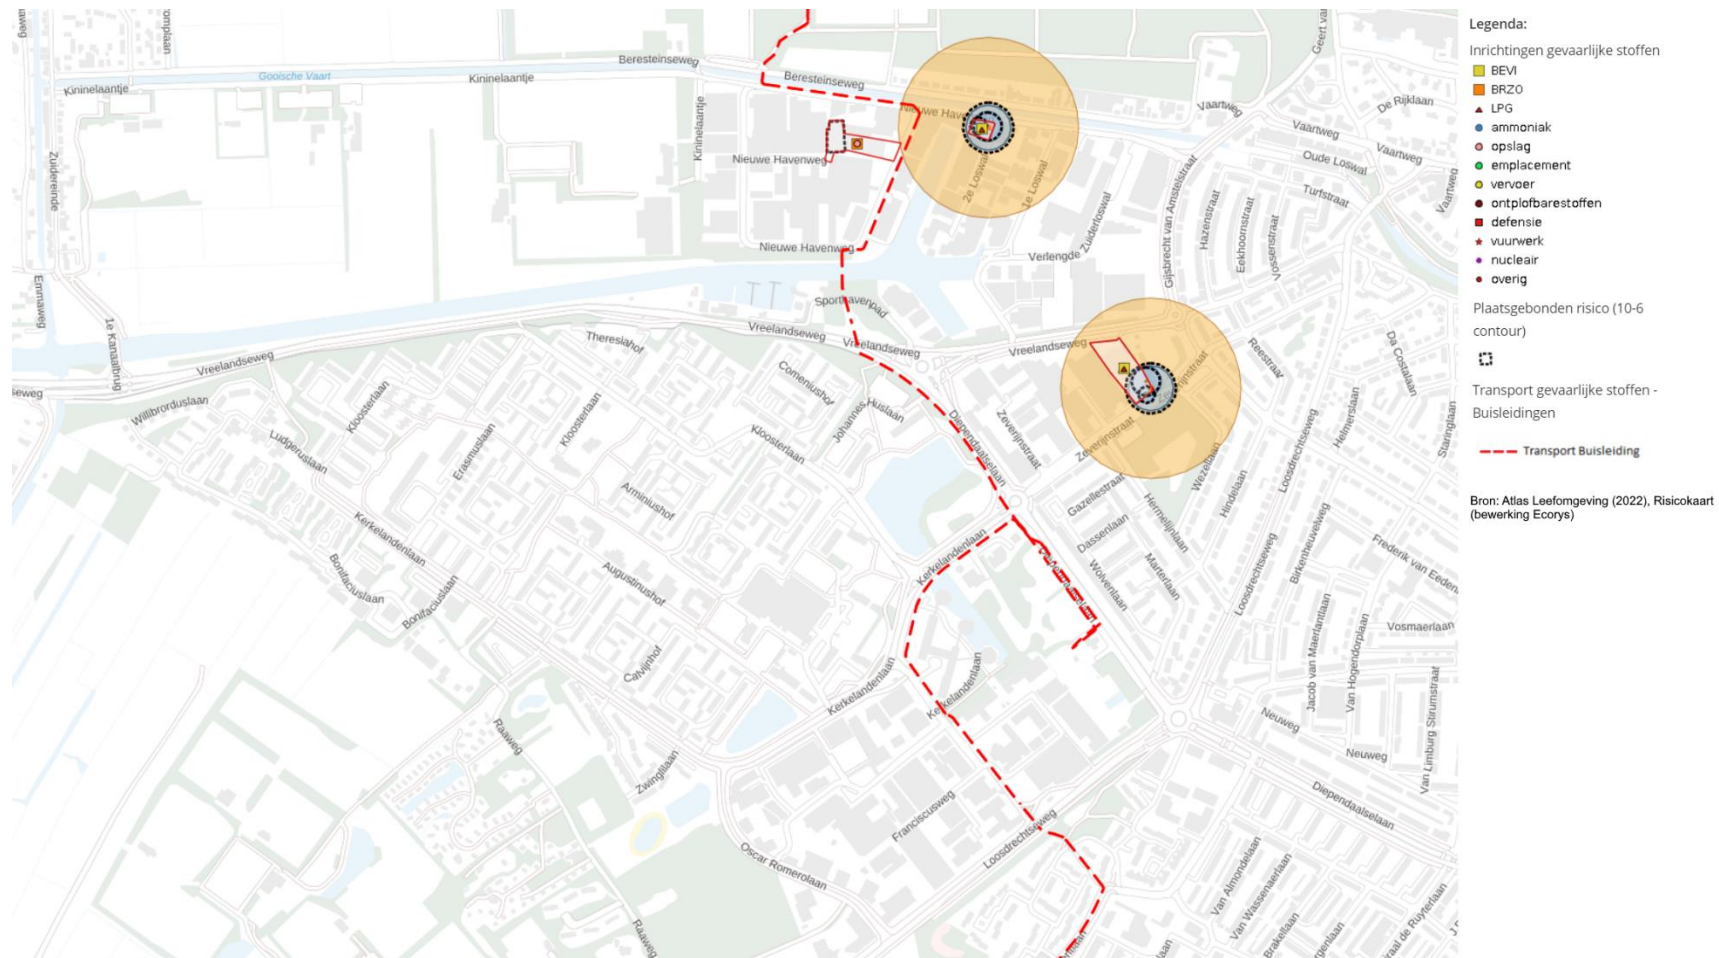 Beresteinseweg
Gooische Vaart
Kininelaantje
Beresteinseweg
Kininelaantje
Nieuwe Have
Vaartweg
De Rijklaan
Vaartweg
Kininelaantje
Oude Loswal
Vaartweg
Nieuwe Havenweg
2e Loswal
1e Loswal
Turfstraat
Vaartweg
Zuidereinde
Gijsbrecht van Amstelstraat
Hazenstraat
Eekhoornstraat
Vossenstraat
Zuiderloswal
Nieuwe Havenweg
Verlengde
Emmaweg
1e Kanaalbrug
Sporthavenpad
Vreelandseweg
Thereslahof
Vreelandseweg
Vreelandseweg
Vreelandseweg
Reestraat
Da Costalaan
Comeniushof
Johannes Huslaan
Willibrorduslaan
Kloosterlaan
Kloosterlaan
Diependaalselaan
Zeverijnstraat
Zeverijnstraat
Helmerslaan
Staringlaan
Ludgeruslaan
Erasmuslaan
Kloosterlaan
Wezellaan
Loosdrechtseweg
Arminiushof
Gazellestraat
Hermelijnlaan
Hindelaan
Kerkelandenlaan
Dassenlaan
Birkenheuvelweg
Frederik van Eeden
Kerkelandenlaan
Bonifaciuslaan
Bonifaciuslaan
Augustinushof
Wolvenlaan
Marterlaan
Loosdrechtseweg
Vosmaerlaan
Calvijnhof
Jacob van Maerlantlaan
Van Hogendorplaan
Kerkelandenlaan
Kerkelandenlaan
Van Limburg Stirumstraat
Raaweg
Neuweg
Neuweg
Zwingllaan
Diependaalselaan
Franciscusweg
Loosdrechtseweg
Oscar Romerolaan
Van Almondelaan
Van Wassenaerlaan
Brakellaan
Raaweg
Legenda:
Inrichtingen gevaarlijke stoffen
BEVI
BRZO
LPG
ammoniak
opslag
emplacement
vervoer
ontplofbarestoffen
defensie
vuurwerk
nucleair
overig
Plaatsgebonden risico (10-6
contour)
Transport gevaarlijke stoffen -
Buisleidingen
Transport Buisleiding
Bron: Atlas Leefomgeving (2022), Risicokaart
(bewerking Ecorys)